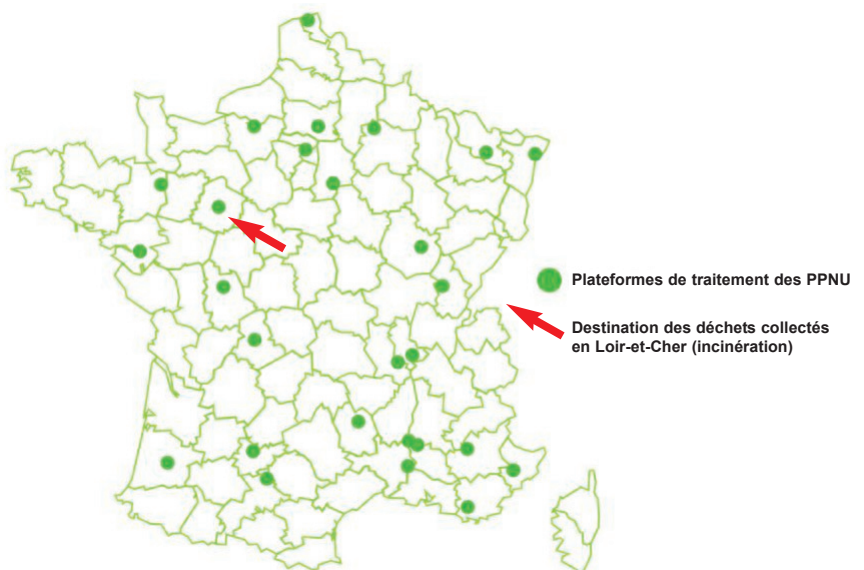 Plateformes de traitement des PPNU
Destination des déchets collectés
en Loir-et-Cher (incinération)